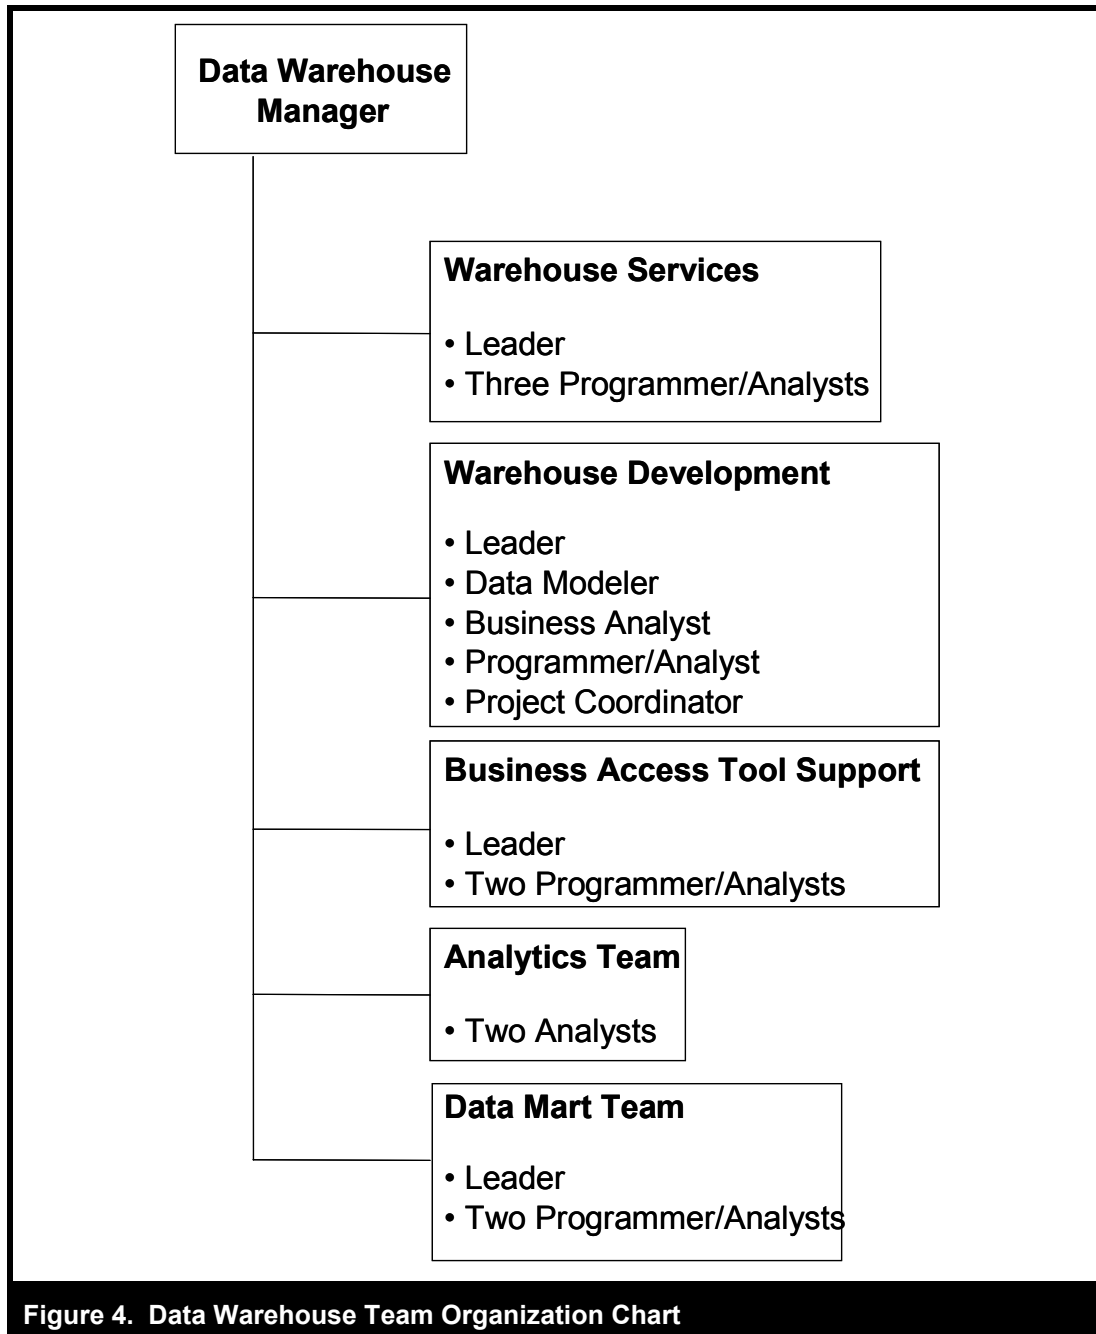 Data Warehouse
Manager
Warehouse Services
• Leader
• Three Programmer/Analysts
Warehouse Development
• Leader
• Data Modeler
• Business Analyst
• Programmer/Analyst
• Project Coordinator
Business Access Tool Support
• Leader
• Two Programmer/Analysts
Analytics Team
• Two Analysts
Data Mart Team
• Leader
• Two Programmer/Analysts
Figure 4. Data Warehouse Team Organization Chart